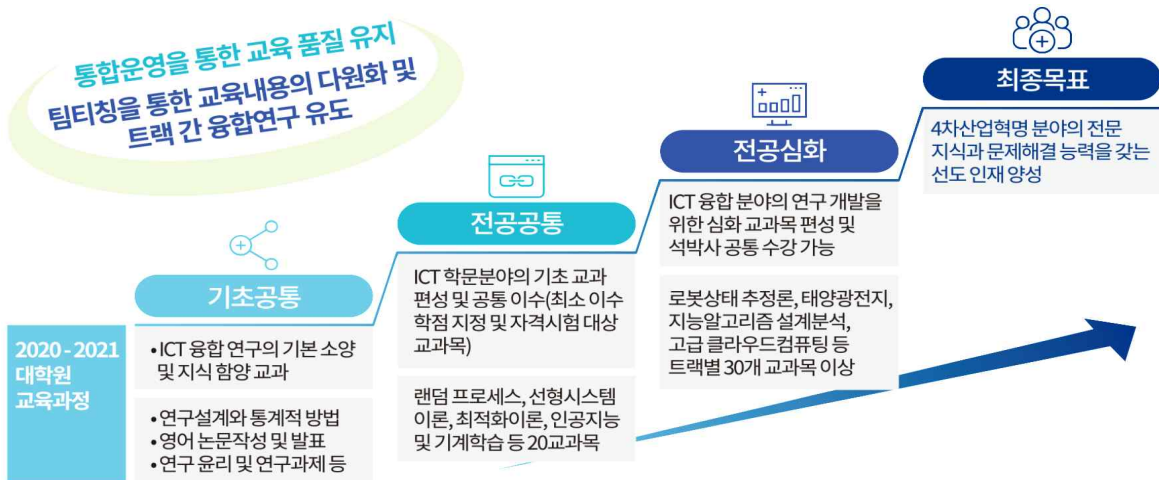 통합운영을 통한 교육 품질 유지
팀티칭을 통한 교육내용의 다원화 및
트랙 간 융합연구 유도
2020 - 2021
대학원
교육과정
기초공통
• ICT 융합 연구의 기본 소양
및 지식 함양 교과
• 연구설계와 통계적 방법
• 영어 논문작성 및 발표
• 연구 윤리 및 연구과제 등
전공공통
ICT 학문분야의 기초 교과
편성 및 공통 이수(최소 이수
학점 지정 및 자격시험 대상
교과목)
랜덤 프로세스, 선형시스템
이론, 최적화이론, 인공지능
및 기계학습 등 20교과목
전공심화
ICT 융합 분야의 연구 개발을
위한 심화 교과목 편성 및
석박사 공통 수강 가능
로봇상태 추정론, 태양광전지,
지능알고리즘 설계분석,
고급 클라우드컴퓨팅 등
트랙별 30개 교과목 이상
최종목표
4차산업혁명 분야의 전문
지식과 문제해결 능력을 갖는
선도 인재 양성